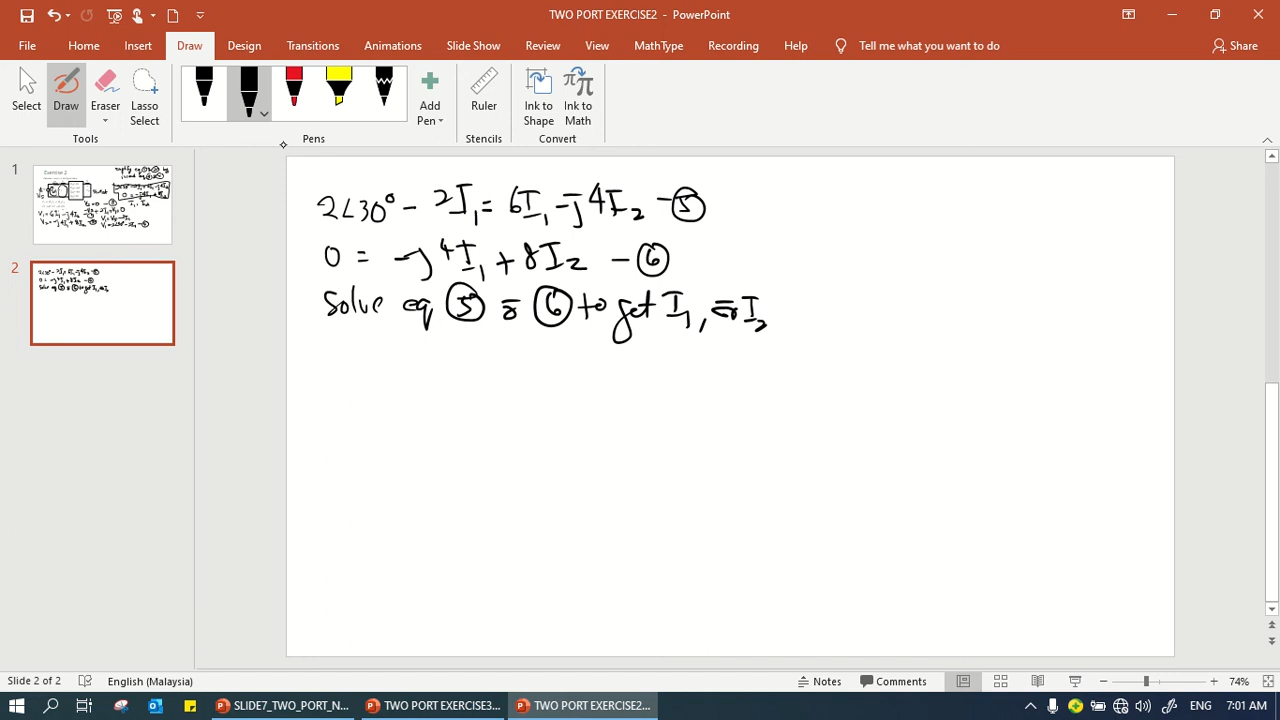 TWO PORT EXERCISE2 - PowerPoint
File Home Insert Draw Design Transitions Animations Slide Show Review View MathType Recording Help Tell me what you want to do Share
Select Draw Eraser Lasso Select Add Pen Ruler Ink to Shape Ink to Math
Tools Pens Stencils Convert
1
Exercise 2
2
2<30° - 2I₁ = 6I₁ - j4I₂ - ⑤
0 = -j4I₁ + 8I₂ - ⑥
Solve eq ⑤ & ⑥ to get I₁, & I₂
Slide 2 of 2 English (Malaysia) Notes Comments 74%
SLIDE7_TWO_PORT_N... TWO PORT EXERCISE3... TWO PORT EXERCISE2... ENG 7:01 AM